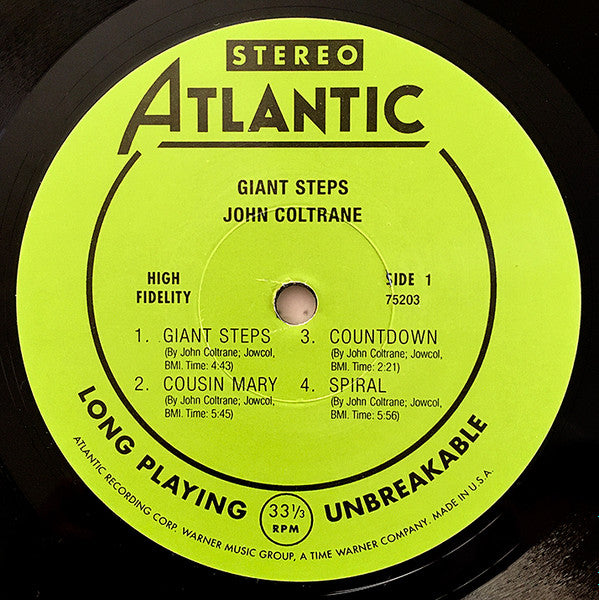 STEREO
ATLANTIC
GIANT STEPS
JOHN COLTRANE
HIGH
FIDELITY
SIDE 1
75203
1. GIANT STEPS
(By John Coltrane; Jowcol,
BMI. Time: 4:43)
2. COUSIN MARY
(By John Coltrane; Jowcol,
BMI. Time: 5:45)
3. COUNTDOWN
(By John Coltrane; Jowcol,
BMI. Time: 2:21)
4. SPIRAL
(By John Coltrane; Jowcol,
BMI. Time: 5:56)
LONG PLAYING
33 1/3
RPM
UNBREAKABLE
ATLANTIC RECORDING CORP. WARNER MUSIC GROUP, A TIME WARNER COMPANY. MADE IN U.S.A.